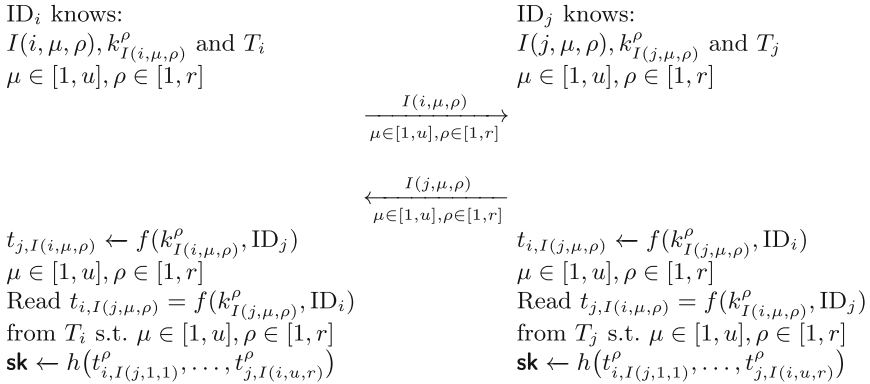 ID_i knows: ID_j knows:
I(i, μ, ρ), k^ρ_{I(i,μ,ρ)} and T_i I(j, μ, ρ), k^ρ_{I(j,μ,ρ)} and T_j
μ ∈ [1, u], ρ ∈ [1, r] μ ∈ [1, u], ρ ∈ [1, r]
I(i,μ,ρ)
μ∈[1,u],ρ∈[1,r]
I(j,μ,ρ)
μ∈[1,u],ρ∈[1,r]
t_{j,I(i,μ,ρ)} ← f(k^ρ_{I(i,μ,ρ)}, ID_j) t_{i,I(j,μ,ρ)} ← f(k^ρ_{I(j,μ,ρ)}, ID_i)
μ ∈ [1, u], ρ ∈ [1, r] μ ∈ [1, u], ρ ∈ [1, r]
Read t_{i,I(j,μ,ρ)} = f(k^ρ_{I(j,μ,ρ)}, ID_i) Read t_{j,I(i,μ,ρ)} = f(k^ρ_{I(i,μ,ρ)}, ID_j)
from T_i s.t. μ ∈ [1, u], ρ ∈ [1, r] from T_j s.t. μ ∈ [1, u], ρ ∈ [1, r]
sk ← h(t^ρ_{i,I(j,1,1)}, . . . , t^ρ_{j,I(i,u,r)}) sk ← h(t^ρ_{i,I(j,1,1)}, . . . , t^ρ_{j,I(i,u,r)})